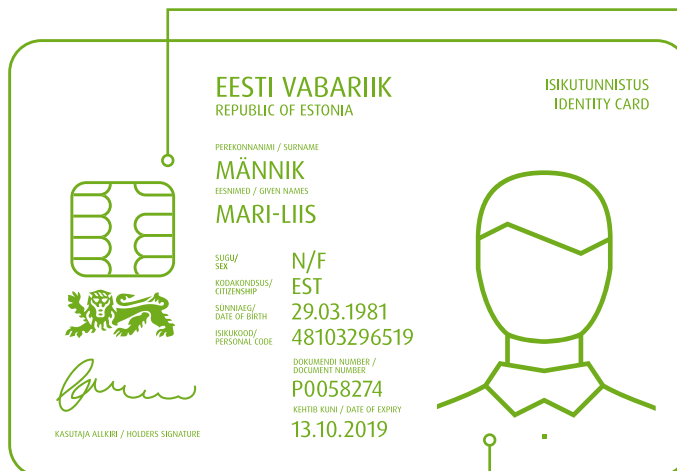 EESTI VABARIIK
REPUBLIC OF ESTONIA
ISIKUTUNNISTUS
IDENTITY CARD
PEREKONNANIMI / SURNAME
MÄNNIK
EESNIMED / GIVEN NAMES
MARI-LIIS
SUGU/
SEX
N/F
KODAKONDSUS/
CITIZENSHIP
EST
SÜNNIAEG/
DATE OF BIRTH
29.03.1981
ISIKUKOOD/
PERSONAL CODE
48103296519
DOKUMENDI NUMBER /
DOCUMENT NUMBER
P0058274
KEHTIB KUNI / DATE OF EXPIRY
13.10.2019
KASUTAJA ALLKIRI / HOLDERS SIGNATURE